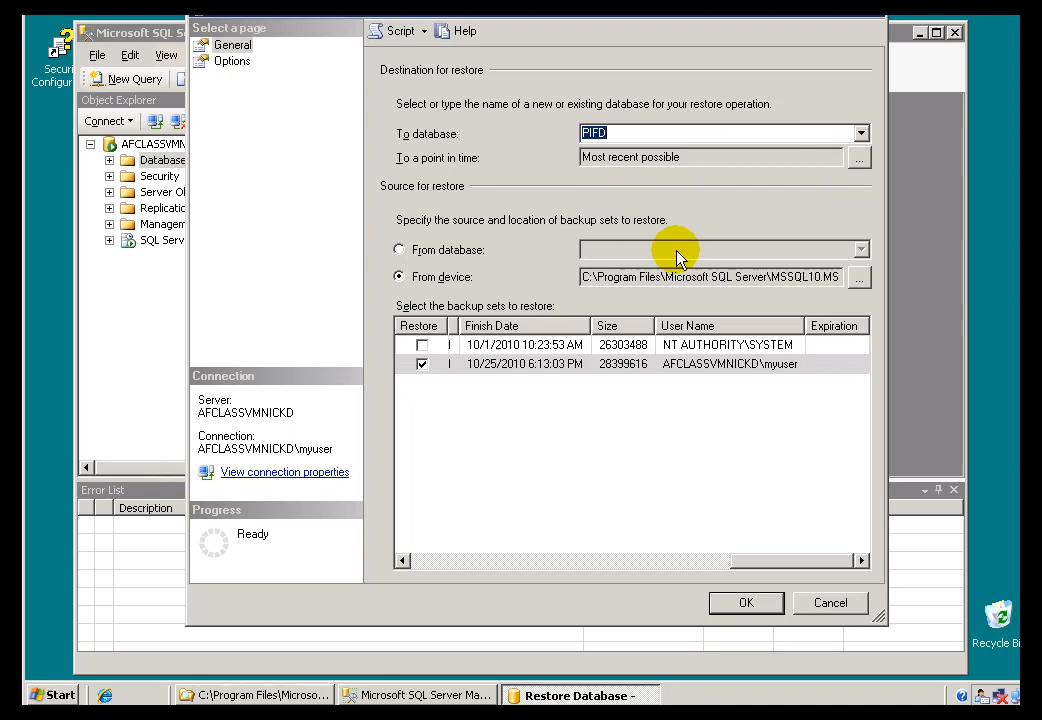 Securi
Configur
Microsoft SQL S
File Edit View
New Query
Object Explorer
Connect
AFCLASSVMN
Database
Security
Server Ol
Replicatio
Managem
SQL Serv
Error List
Description
Select a page
General
Options
Connection
Server:
AFCLASSVMNICKD
Connection:
AFCLASSVMNICKD\myuser
View connection properties
Progress
Ready
Script Help
Destination for restore
Select or type the name of a new or existing database for your restore operation.
To database: PIFD
To a point in time: Most recent possible ...
Source for restore
Specify the source and location of backup sets to restore.
From database:
From device: C:\Program Files\Microsoft SQL Server\MSSQL10.MS ...
Select the backup sets to restore:
Restore Finish Date Size User Name Expiration
10/1/2010 10:23:53 AM 26303488 NT AUTHORITY\SYSTEM
10/25/2010 6:13:03 PM 28399616 AFCLASSVMNICKD\myuser
OK Cancel
Recycle Bi
Start C:\Program Files\Microso... Microsoft SQL Server Ma... Restore Database -